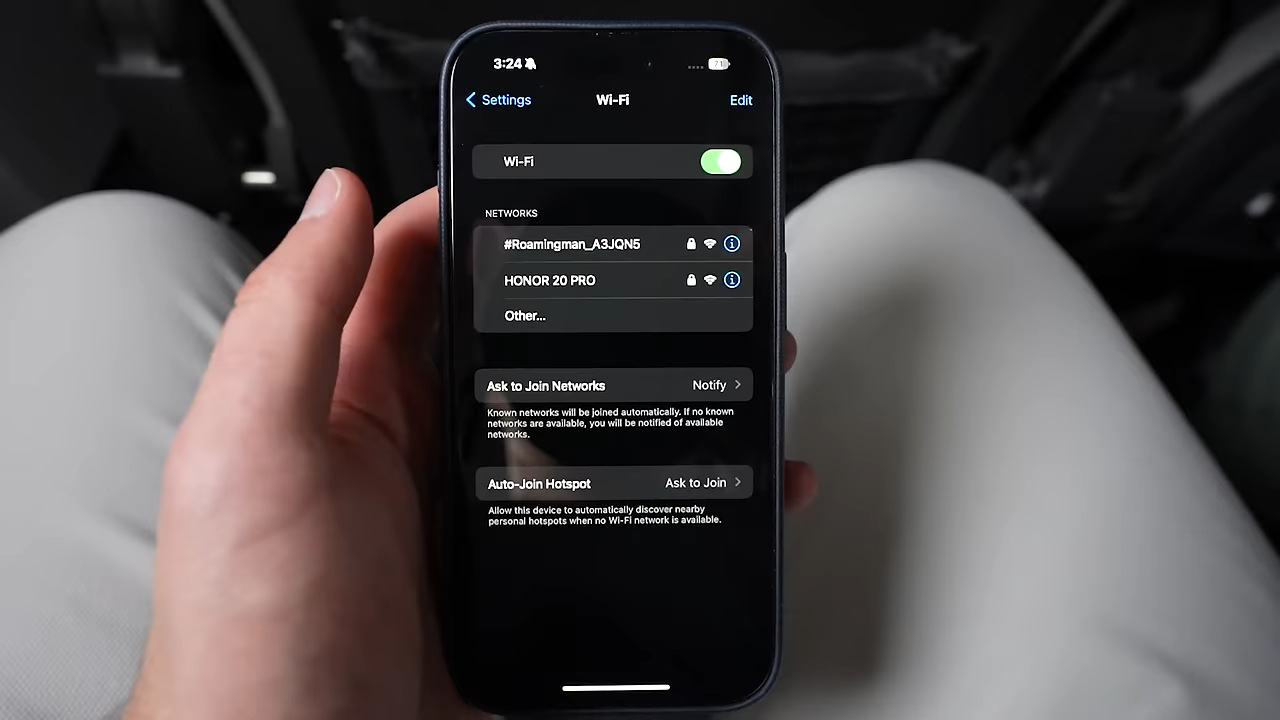 3:24
71
Settings
Wi-Fi
Edit
Wi-Fi
NETWORKS
#Roamingman_A3JQN5
HONOR 20 PRO
Other...
Ask to Join Networks
Notify
Known networks will be joined automatically. If no known
networks are available, you will be notified of available
networks.
Auto-Join Hotspot
Ask to Join
Allow this device to automatically discover nearby
personal hotspots when no Wi-Fi network is available.